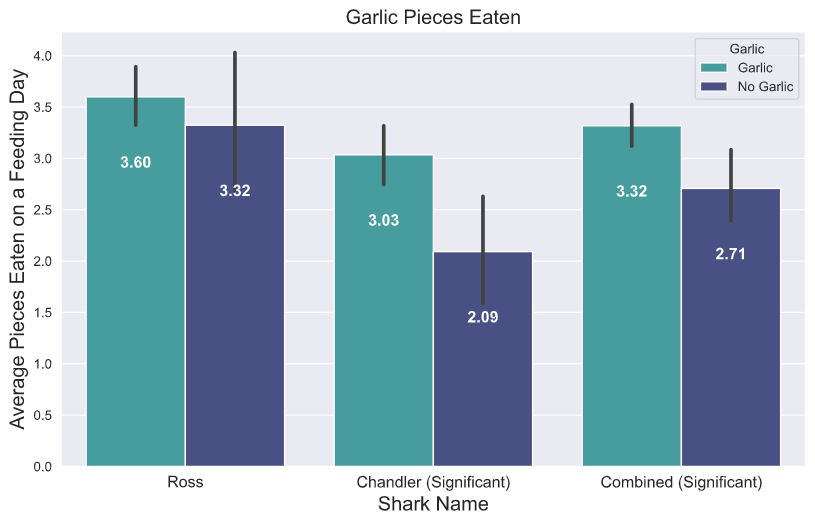 Garlic Pieces Eaten
Average Pieces Eaten on a Feeding Day
4.0
3.5
3.0
2.5
2.0
1.5
1.0
0.5
0.0
Garlic
Garlic
No Garlic
3.60
3.32
3.03
2.09
3.32
2.71
Ross
Chandler (Significant)
Combined (Significant)
Shark Name